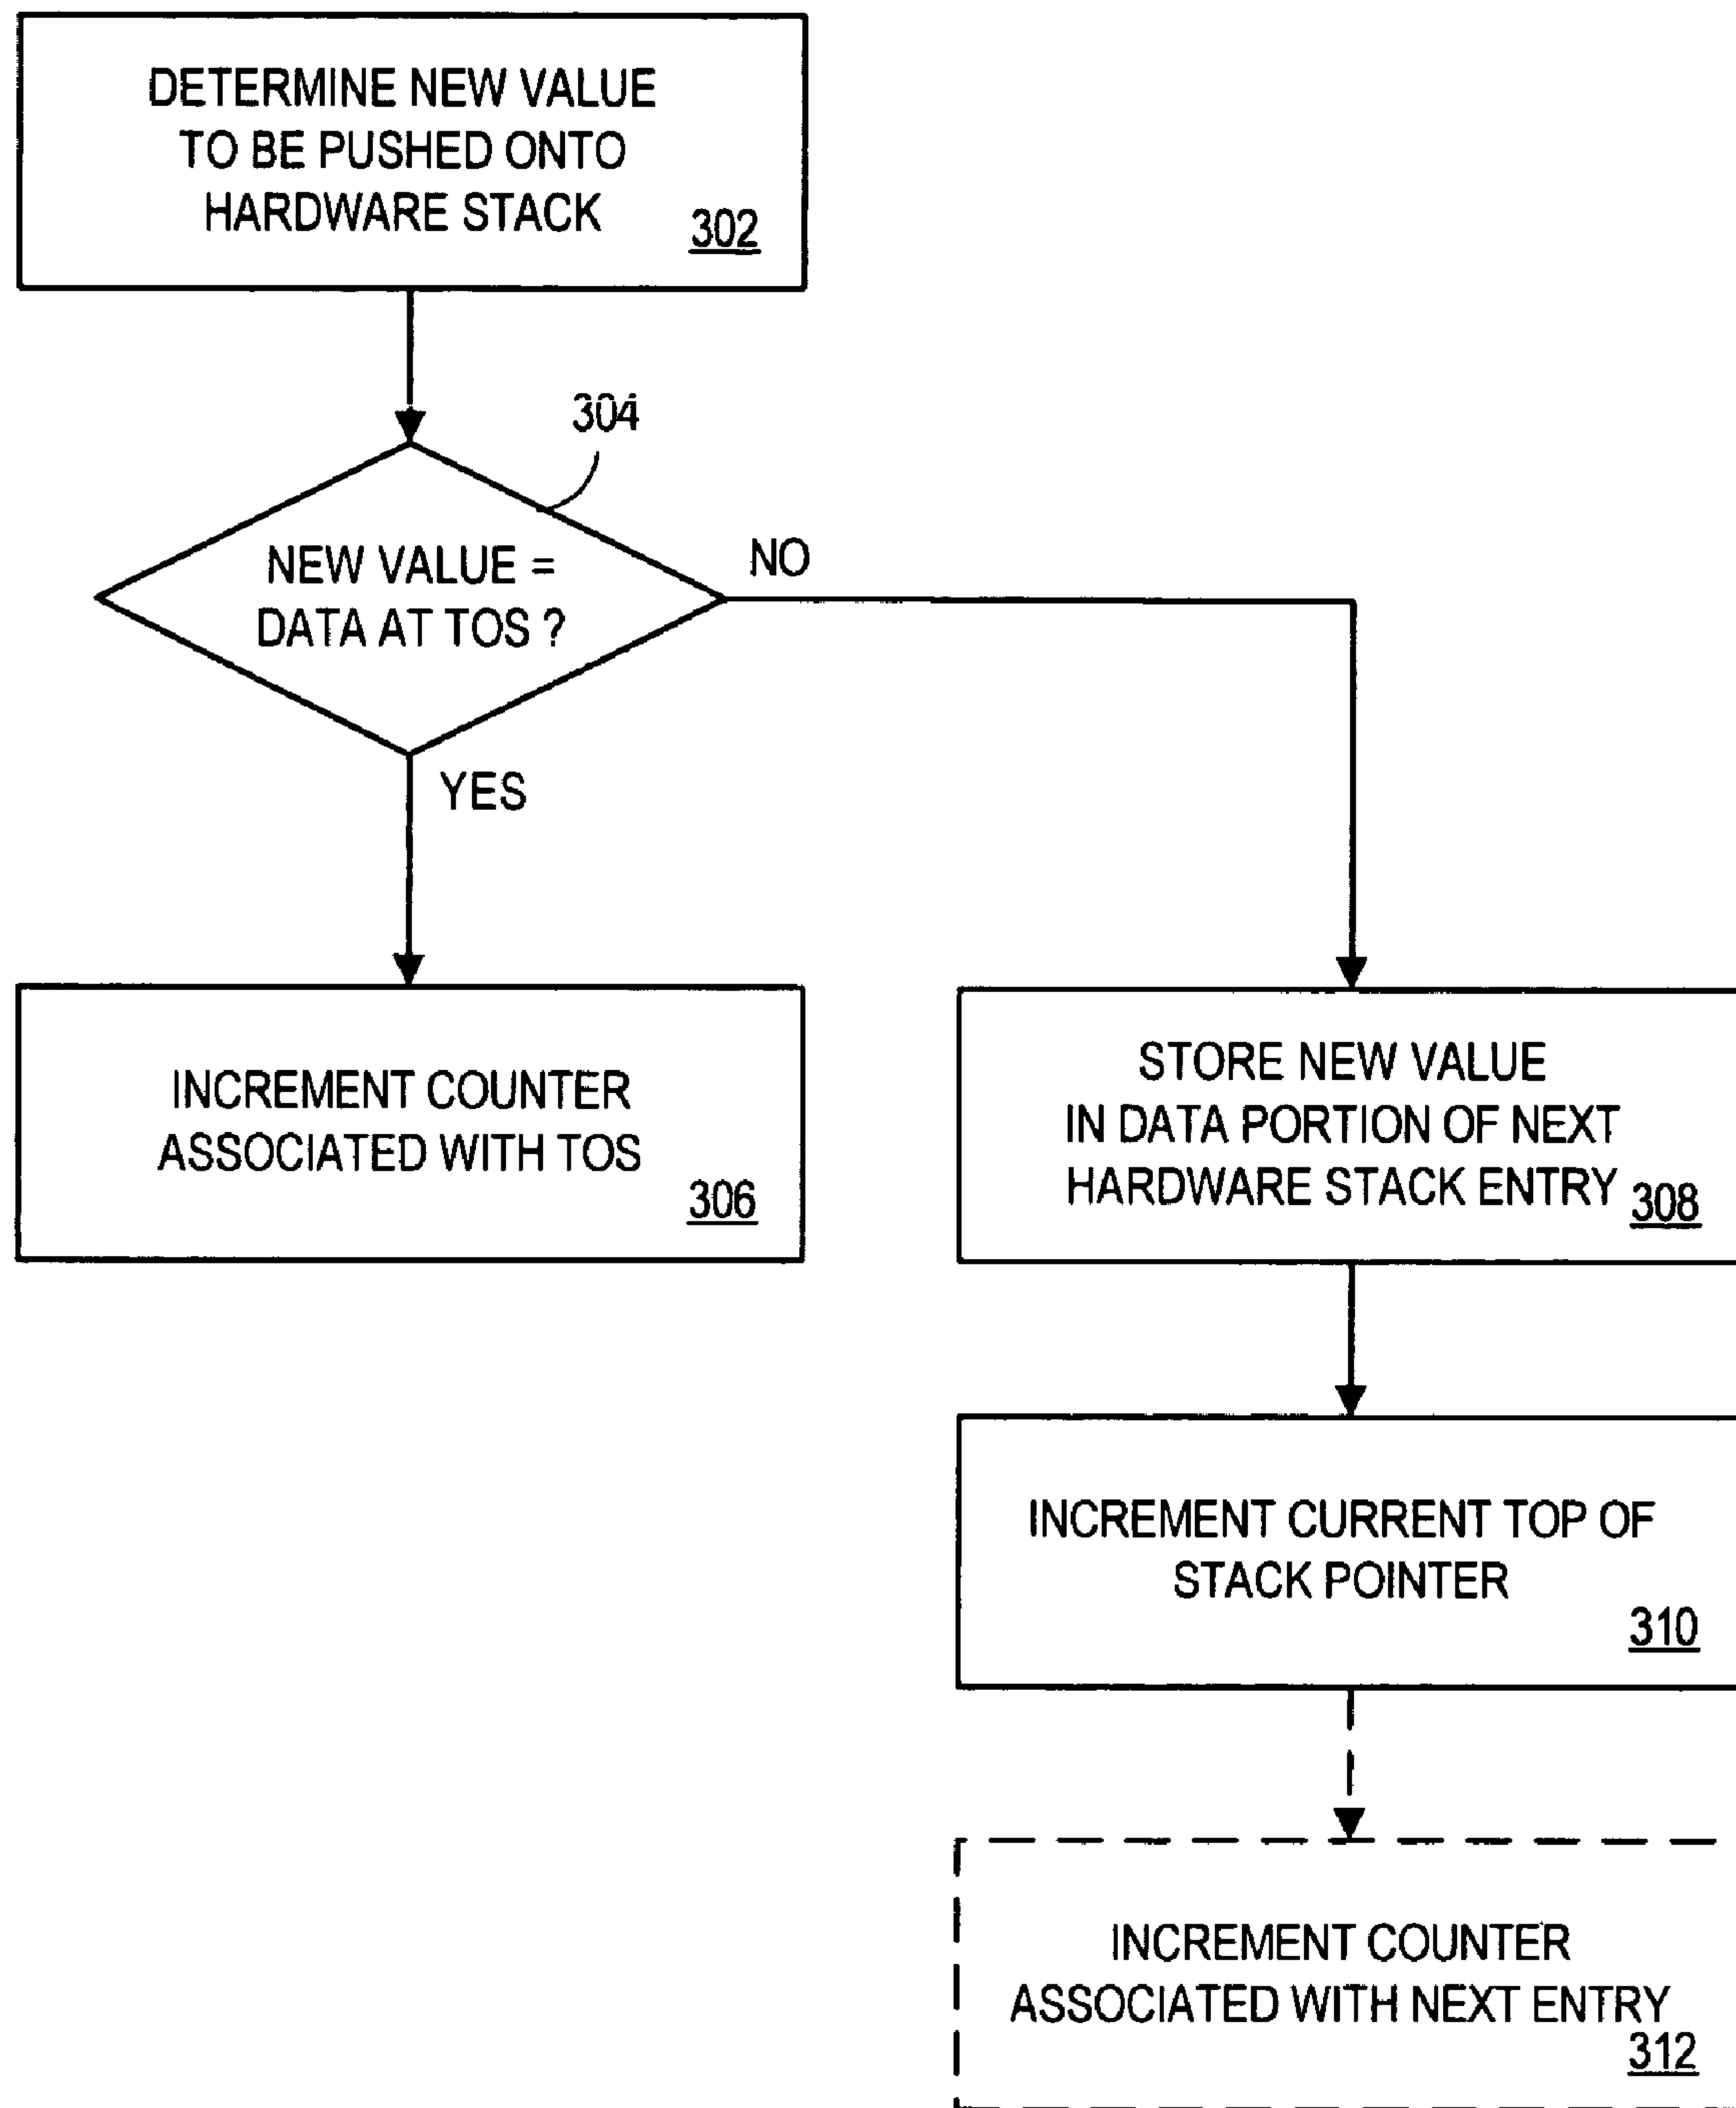 DETERMINE NEW VALUE
TO BE PUSHED ONTO
HARDWARE STACK
302
304
NEW VALUE =
DATA AT TOS ?
NO
YES
INCREMENT COUNTER
ASSOCIATED WITH TOS
306
STORE NEW VALUE
IN DATA PORTION OF NEXT
HARDWARE STACK ENTRY
308
INCREMENT CURRENT TOP OF
STACK POINTER
310
INCREMENT COUNTER
ASSOCIATED WITH NEXT ENTRY
312